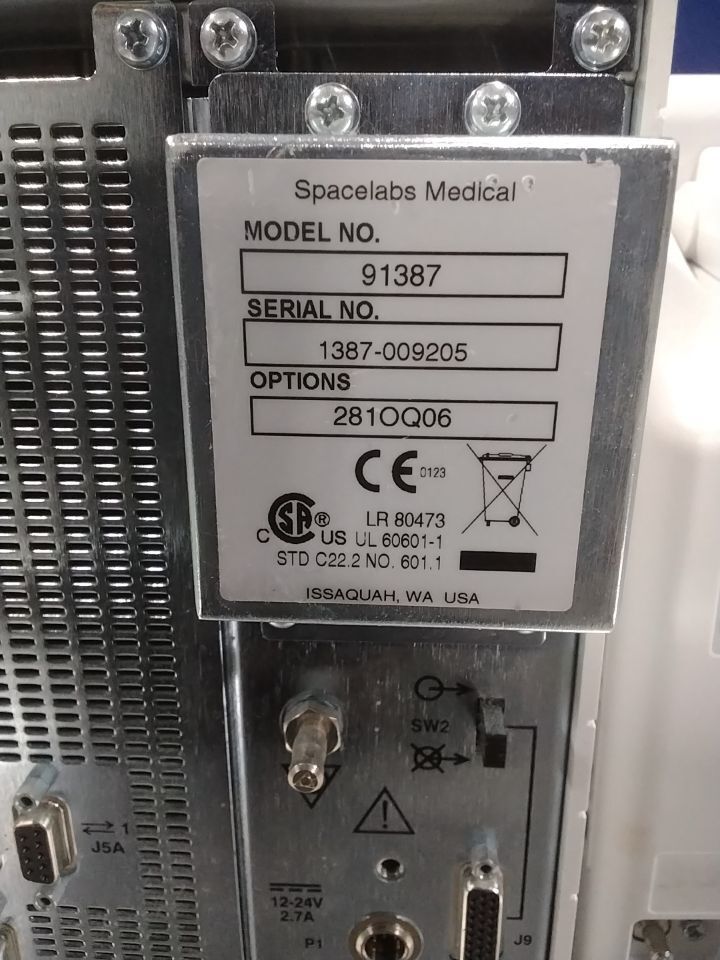 Spacelabs Medical
MODEL NO.
91387
SERIAL NO.
1387-009205
OPTIONS
281OQ06
CE 0123
C SA ® US LR 80473
UL 60601-1
STD C22.2 NO. 601.1
ISSAQUAH, WA USA
SW2
1
J5A
12-24V
2.7A
P1
J9